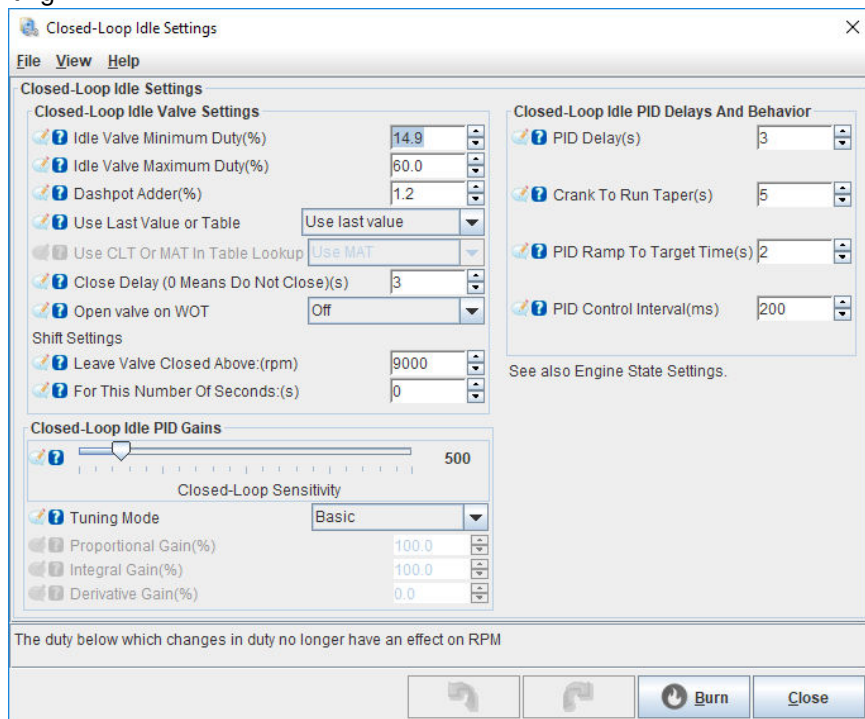 Closed-Loop Idle Settings
File View Help
Closed-Loop Idle Settings
Closed-Loop Idle Valve Settings
Idle Valve Minimum Duty(%) 14.9
Idle Valve Maximum Duty(%) 60.0
Dashpot Adder(%) 1.2
Use Last Value or Table Use last value
Use CLT Or MAT In Table Lookup Use MAT
Close Delay (0 Means Do Not Close)(s) 3
Open valve on WOT Off
Shift Settings
Leave Valve Closed Above:(rpm) 9000
For This Number Of Seconds:(s) 0
Closed-Loop Idle PID Delays And Behavior
PID Delay(s) 3
Crank To Run Taper(s) 5
PID Ramp To Target Time(s) 2
PID Control Interval(ms) 200
See also Engine State Settings.
Closed-Loop Idle PID Gains
500
Closed-Loop Sensitivity
Tuning Mode Basic
Proportional Gain(%) 100.0
Integral Gain(%) 100.0
Derivative Gain(%) 0.0
The duty below which changes in duty no longer have an effect on RPM
Burn Close